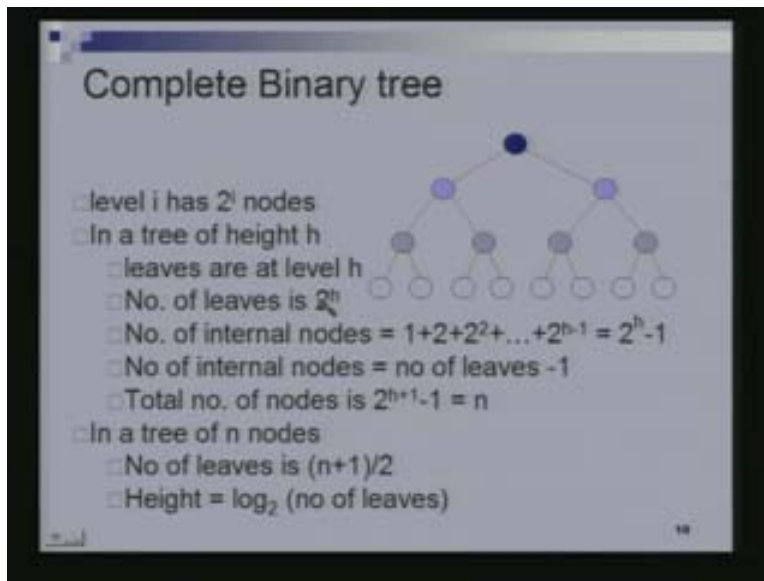 Complete Binary tree
level i has 2ⁱ nodes
In a tree of height h
leaves are at level h
No. of leaves is 2ʰ
No. of internal nodes = 1+2+2²+…+2ʰ⁻¹ = 2ʰ-1
No of internal nodes = no of leaves -1
Total no. of nodes is 2ʰ⁺¹-1 = n
In a tree of n nodes
No of leaves is (n+1)/2
Height = log₂ (no of leaves)